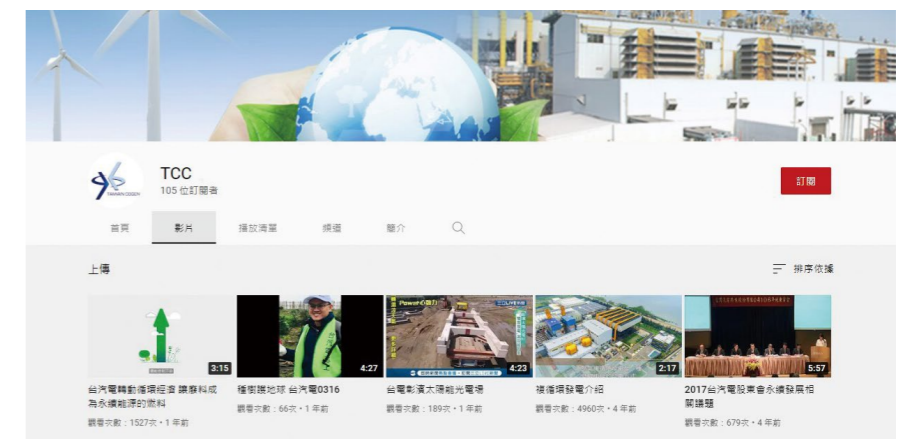 TCC
105 位訂閱者
訂閱
首頁 影片 播放清單 頻道 簡介
上傳
排序依據
Power心動力
3:15
4:27
4:23
2:17
5:57
台汽電轉動循環經濟 讓廢料成
為永續能源的燃料
觀看次數：1527次・1 年前
種樹護地球 台汽電0316
觀看次數：66次・1 年前
台電彰濱太陽能光電場
觀看次數：189次・1 年前
複循環發電介紹
觀看次數：4960次・4 年前
2017台汽電股東會永續發展相
關議題
觀看次數：679次・4 年前